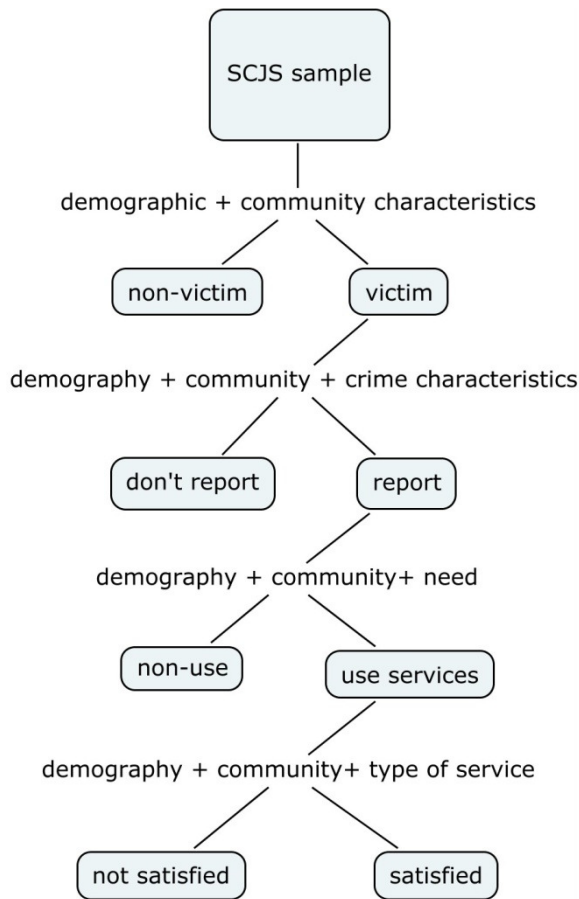 SCJS sample
demographic + community characteristics
non-victim
victim
demography + community + crime characteristics
don't report
report
demography + community+ need
non-use
use services
demography + community+ type of service
not satisfied
satisfied